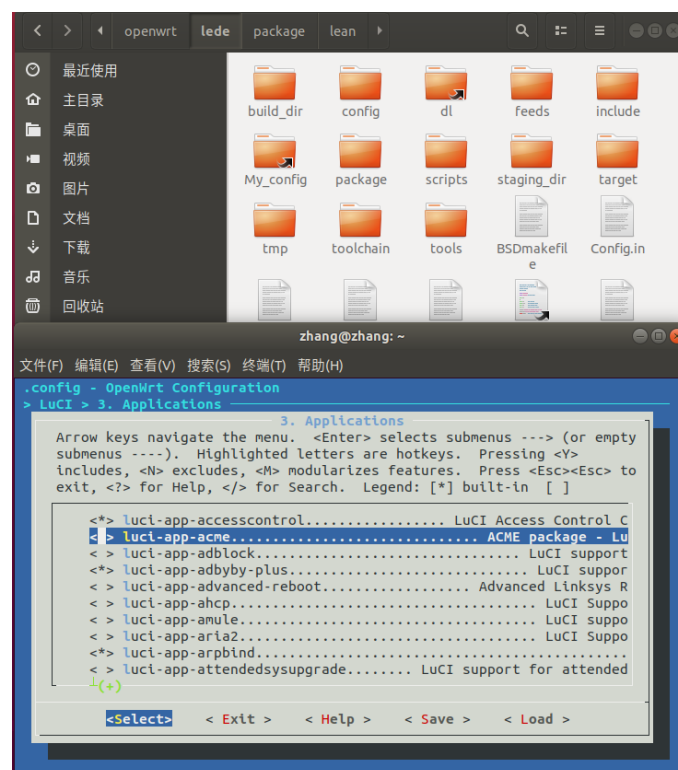 openwrt lede package lean
最近使用
主目录
桌面
视频
图片
文档
下载
音乐
回收站
build_dir config dl feeds include
My_config package scripts staging_dir target
tmp toolchain tools BSDmakefil
e Config.in
zhang@zhang: ~
文件(F) 编辑(E) 查看(V) 搜索(S) 终端(T) 帮助(H)
.config - OpenWrt Configuration
> LuCI > 3. Applications
3. Applications
Arrow keys navigate the menu. <Enter> selects submenus ---> (or empty
submenus ----). Highlighted letters are hotkeys. Pressing <Y>
includes, <N> excludes, <M> modularizes features. Press <Esc><Esc> to
exit, <?> for Help, </> for Search. Legend: [*] built-in [ ]
<*> luci-app-accesscontrol................. LuCI Access Control C
< > luci-app-acme.............................. ACME package - Lu
< > luci-app-adblock................................ LuCI support
<*> luci-app-adbyby-plus.............................. LuCI suppor
< > luci-app-advanced-reboot................... Advanced Linksys R
< > luci-app-ahcp..................................... LuCI Suppo
< > luci-app-amule.................................... LuCI suppo
< > luci-app-aria2.................................... LuCI Suppo
<*> luci-app-arpbind...............................................
< > luci-app-attendedsysupgrade........ LuCI support for attended
(+)
<Select> < Exit > < Help > < Save > < Load >